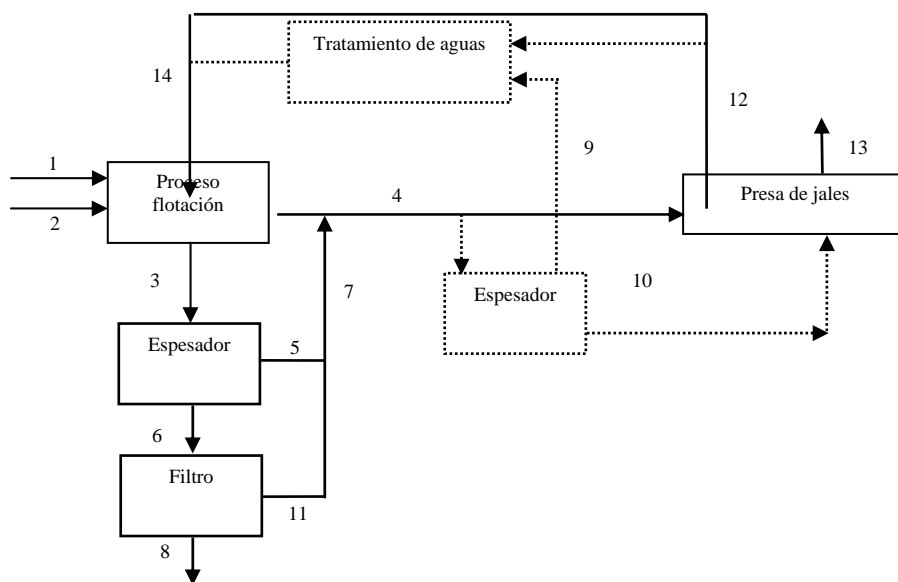 Tratamiento de aguas
14
12
9
13
1
Proceso
flotación
4
Presa de jales
2
3
7
10
Espesador
Espesador
5
6
Filtro
11
8